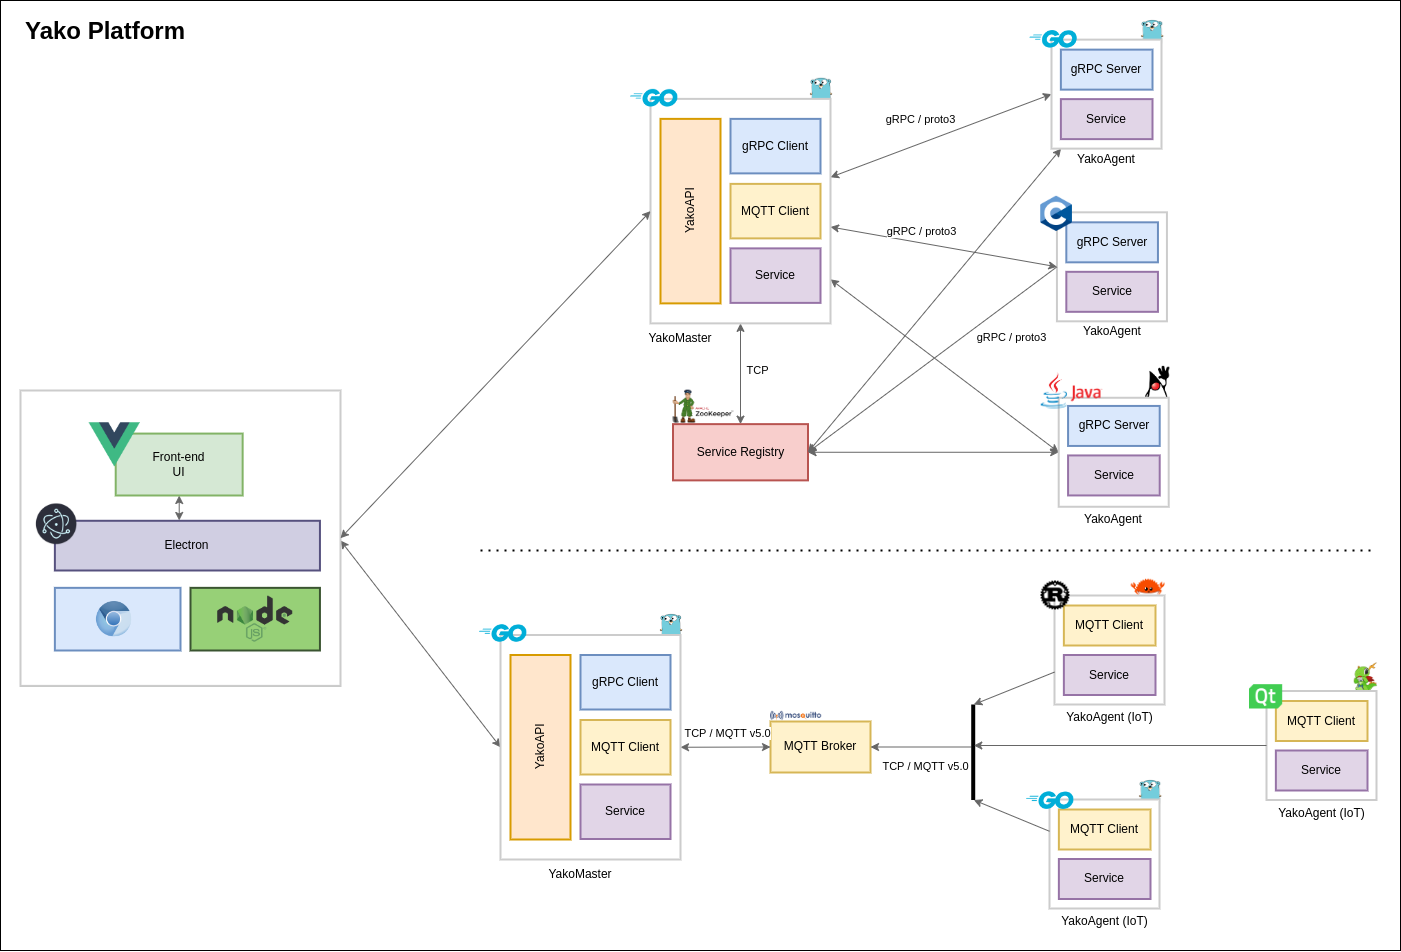 Yako Platform
GO
gRPC Server
Service
YakoAgent
GO
YakoAPI
gRPC Client
MQTT Client
Service
YakoMaster
gRPC / proto3
gRPC / proto3
gRPC / proto3
C
gRPC Server
Service
YakoAgent
TCP
ZooKeeper
Service Registry
Java
gRPC Server
Service
YakoAgent
Front-end
UI
Electron
node
JS
GO
YakoAPI
gRPC Client
MQTT Client
Service
YakoMaster
TCP / MQTT v5.0
mosquitto
MQTT Broker
TCP / MQTT v5.0
R
MQTT Client
Service
YakoAgent (IoT)
Qt
MQTT Client
Service
YakoAgent (IoT)
GO
MQTT Client
Service
YakoAgent (IoT)